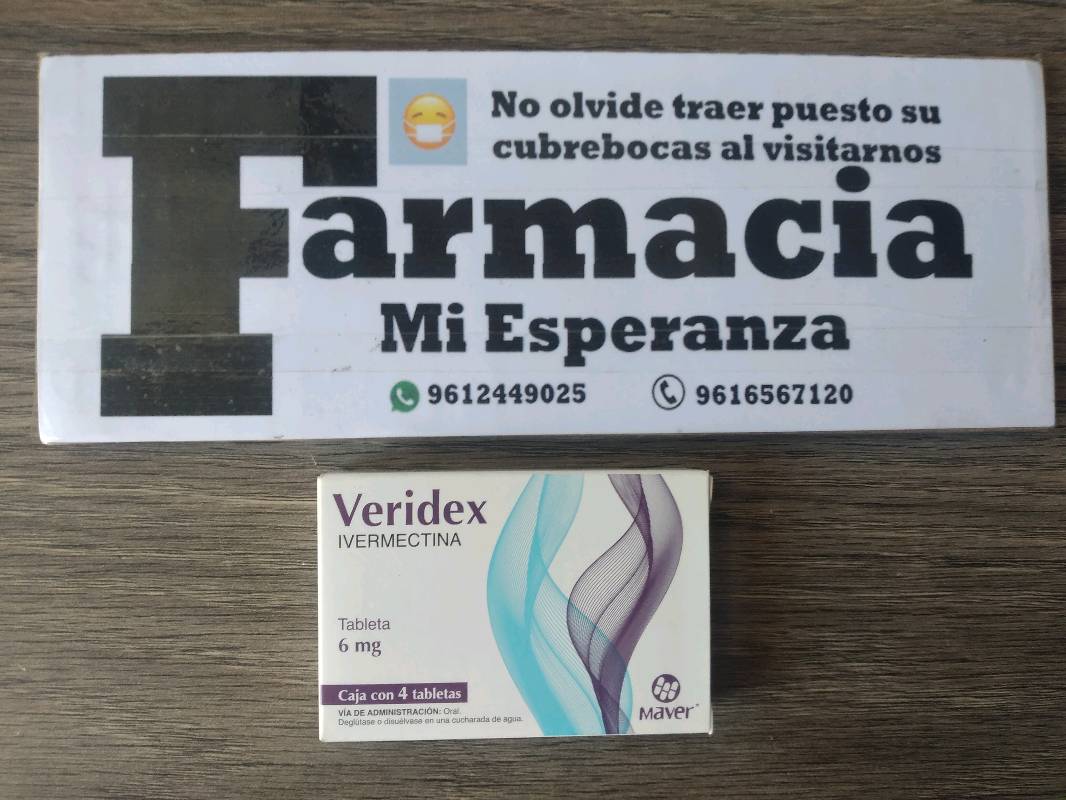 No olvide traer puesto su
cubrebocas al visitarnos
Farmacia
Mi Esperanza
9612449025 9616567120
Veridex
IVERMECTINA
Tableta
6 mg
Caja con 4 tabletas
VÍA DE ADMINISTRACIÓN: Oral.
Deglútase o disuélvase en una cucharada de agua.
Maver